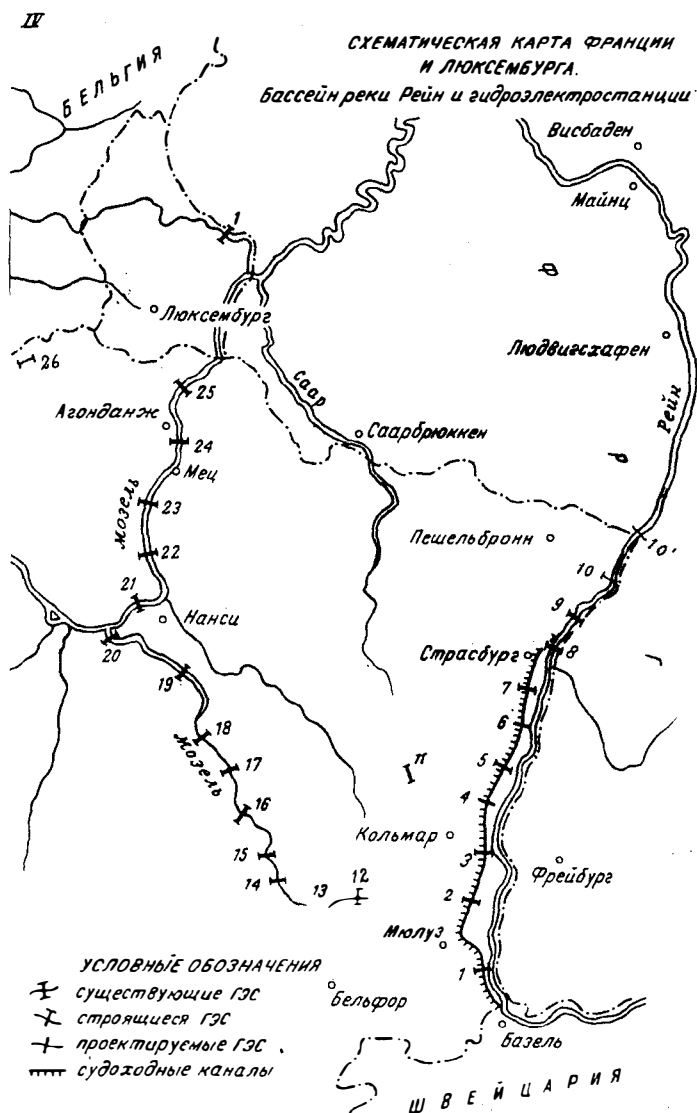 IV
СХЕМАТИЧЕСКАЯ КАРТА ФРАНЦИИ
И ЛЮКСЕМБУРГА.
Бассейн реки Рейн и гидроэлектростанции
БЕЛЬГИЯ
Висбаден
Майнц
1
Люксембург
Людвигсхафен
26
Саар
Рейн
25
Агонданж
Саарбрюккен
24
Мец
Мозель
23
Пешельбронн
10'
22
10
21
9
Нанси
20
Страсбург
8
19
7
18
6
Мозель
17
11
5
16
4
Кольмар
15
3
Фрейбург
14
13
12
2
Мюлуз
УСЛОВНЫЕ ОБОЗНАЧЕНИЯ
1
существующие ГЭС
Бельфор
строящиеся ГЭС
Базель
проектируемые ГЭС
судоходные каналы
ШВЕЙЦАРИЯ